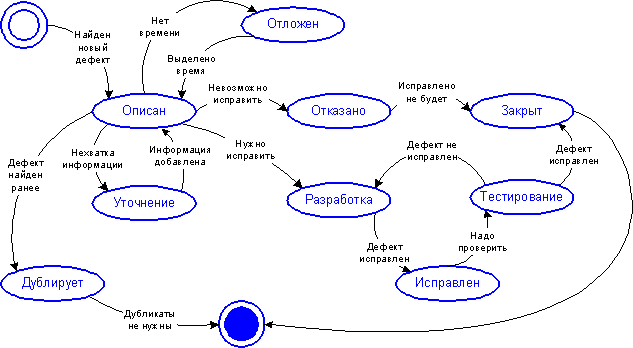 Найден
новый
дефект
Нет
времени
Отложен
Выделено
время
Описан
Невозможно
исправить
Отказано
Исправлено
не будет
Закрыт
Дефект
найден
ранее
Нехватка
информации
Информация
добавлена
Нужно
исправить
Дефект не
исправлен
Дефект
исправлен
Уточнение
Разработка
Тестирование
Дефект
исправлен
Надо
проверить
Дублирует
Исправлен
Дубликаты
не нужны